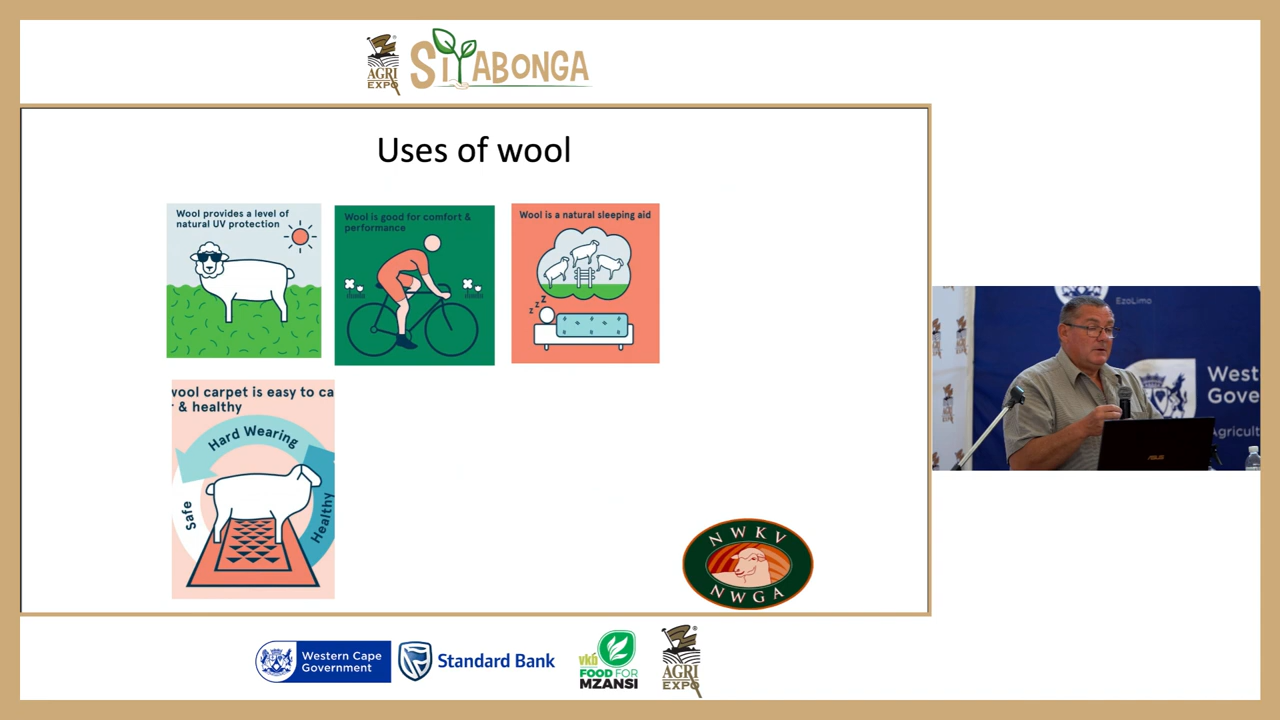 AGRI
EXPO
SiYABONGA
Uses of wool
Wool provides a level of
natural UV protection
Wool is good for comfort &
performance
Wool is a natural sleeping aid
z z z
wool carpet is easy to ca
r & healthy
Hard Wearing
Safe
Healthy
NWKV
NWGA
EzoLimo
West
Gove
Agricult
ASUS
Western Cape
Government
Standard Bank
vkb
FOOD FOR
MZANSI
AGRI
EXPO